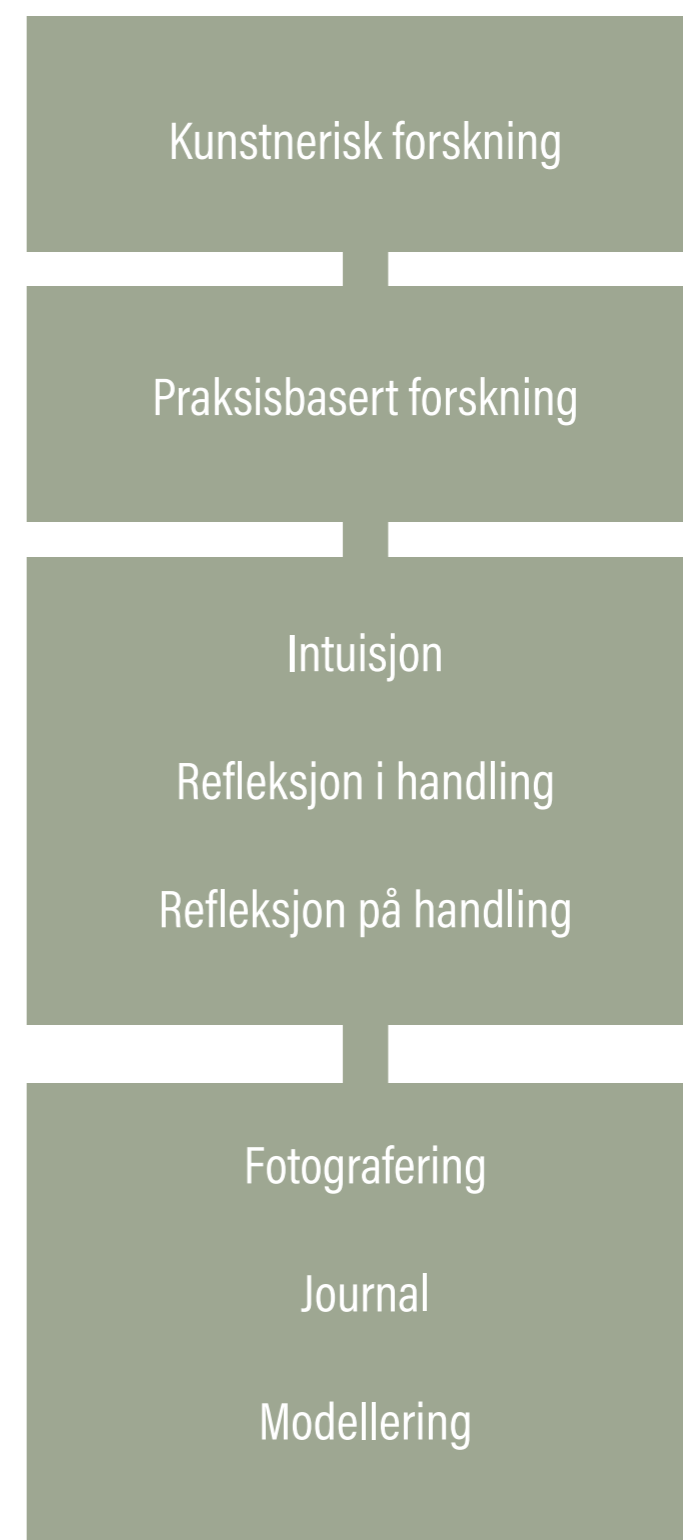 Kunstnerisk forskning
Praksisbasert forskning
Intuisjon
Refleksjon i handling
Refleksjon på handling
Fotografering
Journal
Modellering